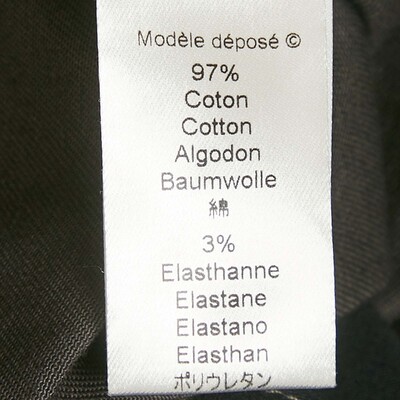 Modèle déposé ©
97%
Coton
Cotton
Algodon
Baumwolle
綿
3%
Elasthanne
Elastane
Elastano
Elasthan
ポリウレタン